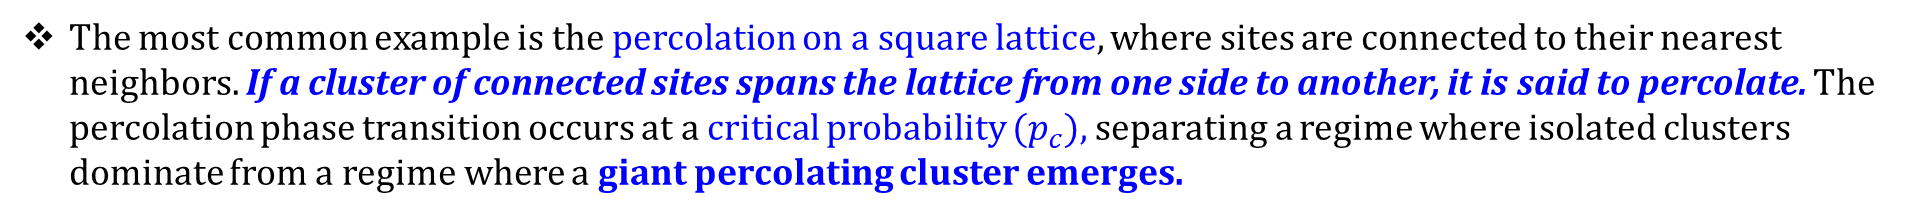 ❖ The most common example is the percolation on a square lattice, where sites are connected to their nearest
neighbors. If a cluster of connected sites spans the lattice from one side to another, it is said to percolate. The
percolation phase transition occurs at a critical probability (p_c), separating a regime where isolated clusters
dominate from a regime where a giant percolating cluster emerges.